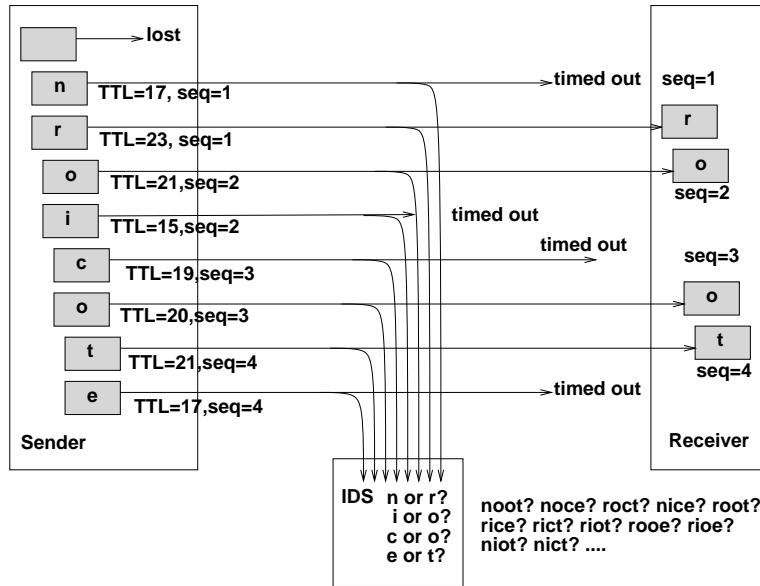 lost
n
TTL=17, seq=1
timed out
seq=1
r
TTL=23, seq=1
r
o
TTL=21,seq=2
o
seq=2
i
TTL=15,seq=2
timed out
c
TTL=19,seq=3
timed out
seq=3
o
TTL=20,seq=3
o
t
TTL=21,seq=4
t
seq=4
e
TTL=17,seq=4
timed out
Sender
Receiver
IDS n or r?
i or o?
c or o?
e or t?
noot? noce? roct? nice? root?
rice? rict? riot? rooe? rioe?
niot? nict? ....